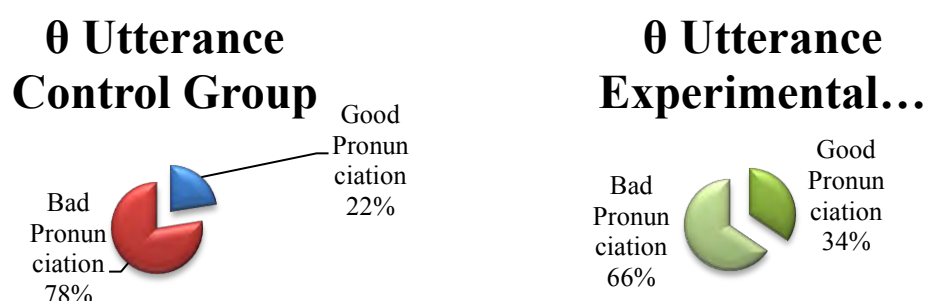 θ Utterance
Control Group
Good
Pronun
ciation
22%
Bad
Pronun
ciation
78%
θ Utterance
Experimental…
Good
Pronun
ciation
34%
Bad
Pronun
ciation
66%